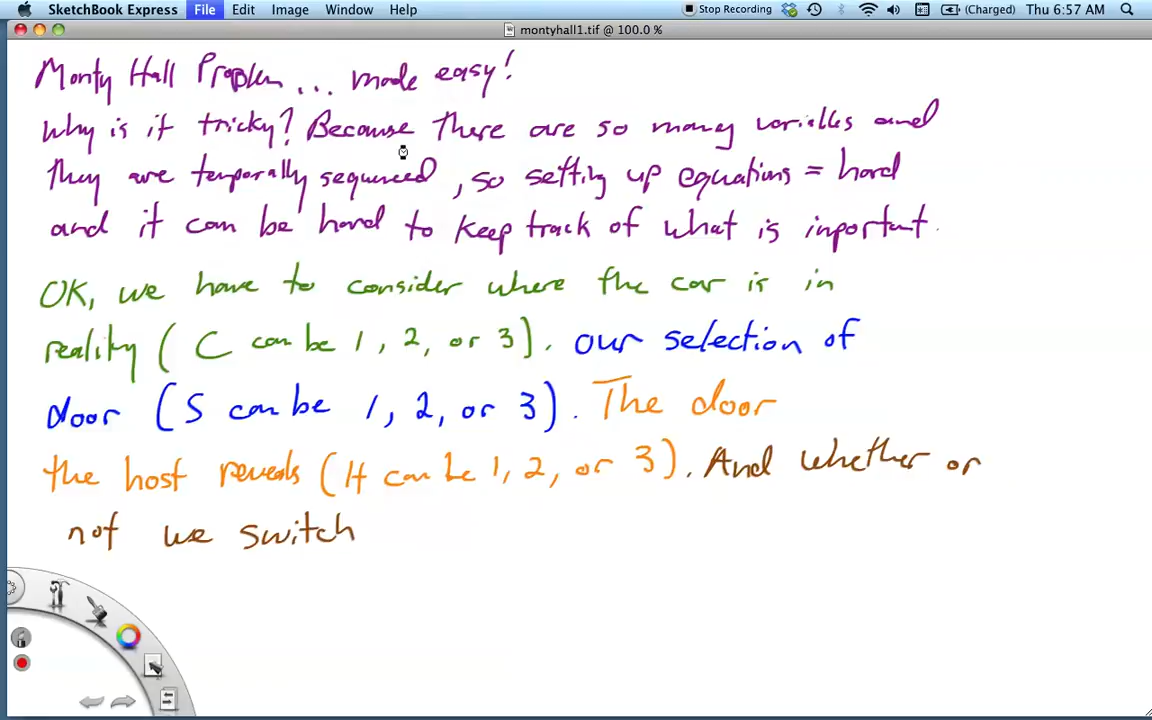 SketchBook Express File Edit Image Window Help Stop Recording (Charged) Thu 6:57 AM
montyhall1.tif @ 100.0 %
Monty Hall Problem... made easy!
Why is it tricky? Because there are so many variables and
they are temporally sequenced, so setting up equations = hard
and it can be hard to keep track of what is inportant.
OK, we have to consider where the car is in
reality (C can be 1, 2, or 3). our selection of
door (S can be 1, 2, or 3). The door
the host reveals (H can be 1, 2, or 3). And whether or
not we switch